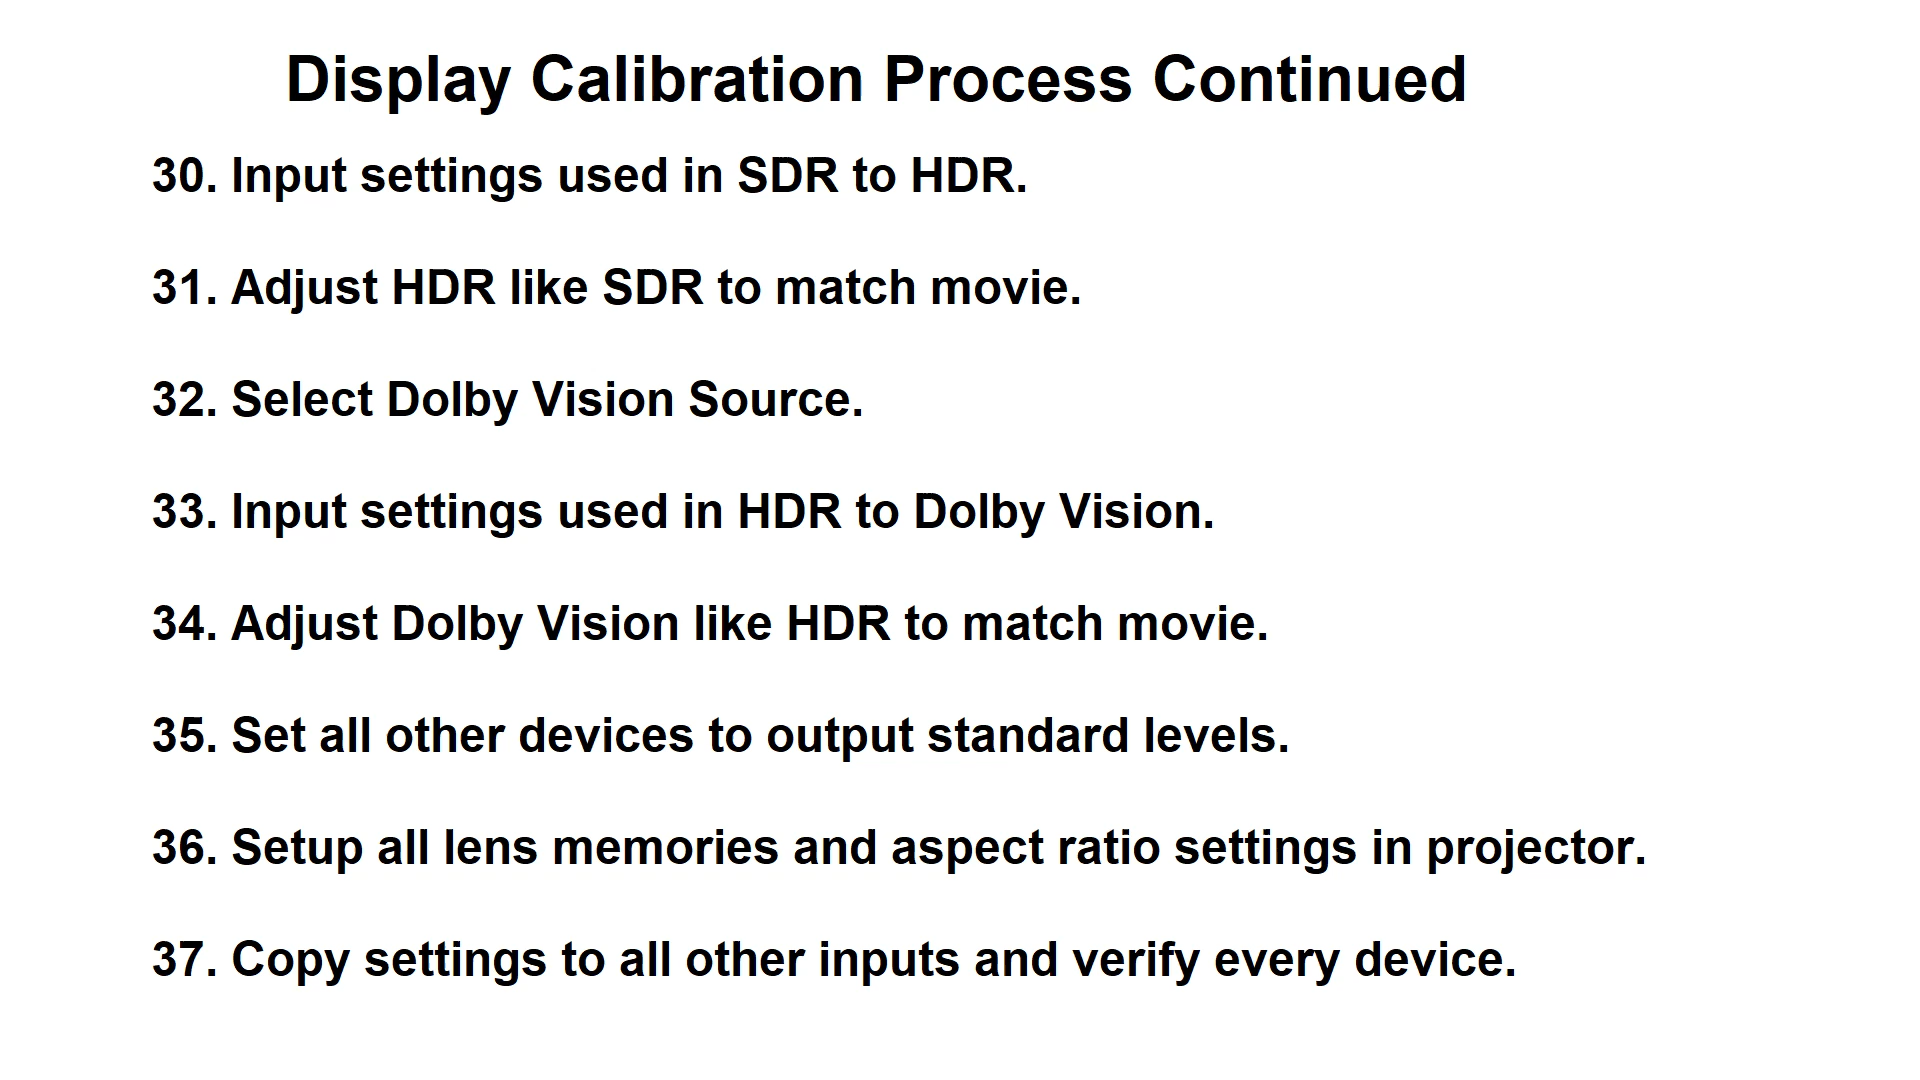 Display Calibration Process Continued
30. Input settings used in SDR to HDR.
31. Adjust HDR like SDR to match movie.
32. Select Dolby Vision Source.
33. Input settings used in HDR to Dolby Vision.
34. Adjust Dolby Vision like HDR to match movie.
35. Set all other devices to output standard levels.
36. Setup all lens memories and aspect ratio settings in projector.
37. Copy settings to all other inputs and verify every device.